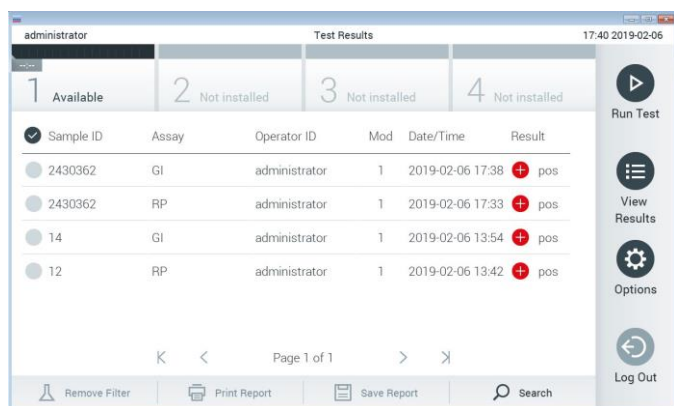 administrator Test Results 17:40 2019-02-06
--:--
1 Available 2 Not installed 3 Not installed 4 Not installed
Run Test
Sample ID Assay Operator ID Mod Date/Time Result
2430362 GI administrator 1 2019-02-06 17:38 pos
2430362 RP administrator 1 2019-02-06 17:33 pos
14 GI administrator 1 2019-02-06 13:54 pos
12 RP administrator 1 2019-02-06 13:42 pos
View
Results
Options
Page 1 of 1
Log Out
Remove Filter Print Report Save Report Search